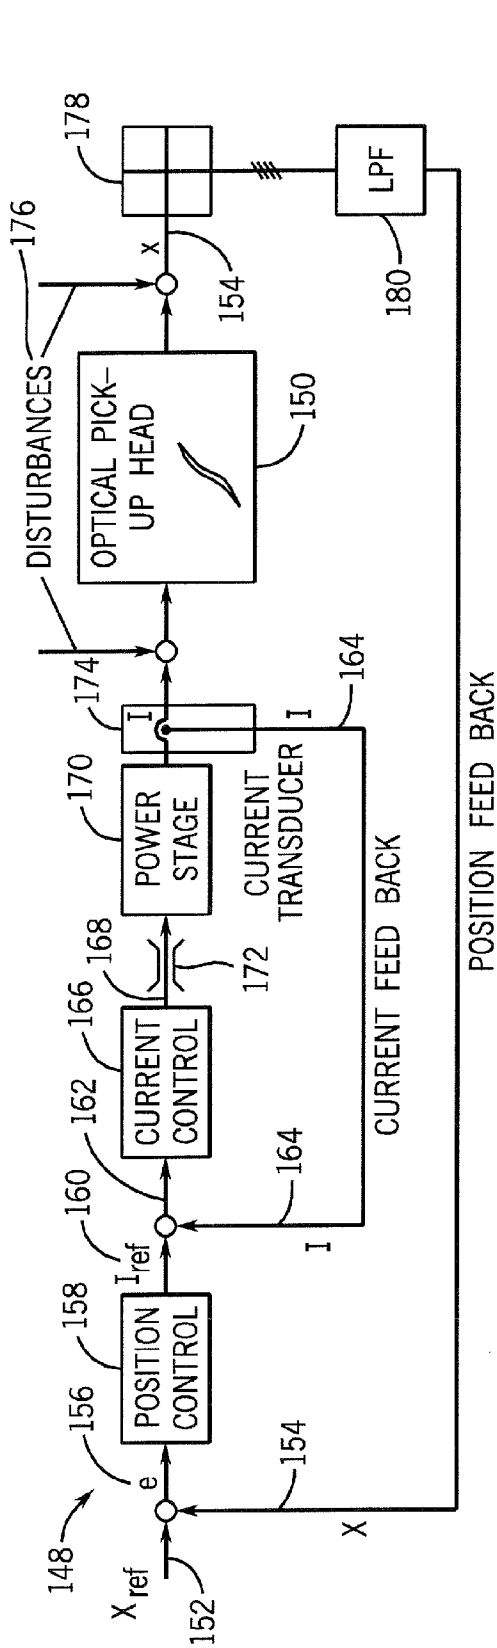 148
X ref
152
156
e
158
POSITION
CONTROL
160
I ref
162
166
CURRENT
CONTROL
168
172
170
POWER
STAGE
174
I
CURRENT
TRANSDUCER
DISTURBANCES
176
OPTICAL PICK–
UP HEAD
150
x
154
178
LPF
180
I
164
CURRENT FEED BACK
I
164
X
154
POSITION FEED BACK